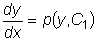 dy/dx = p(y,C₁)